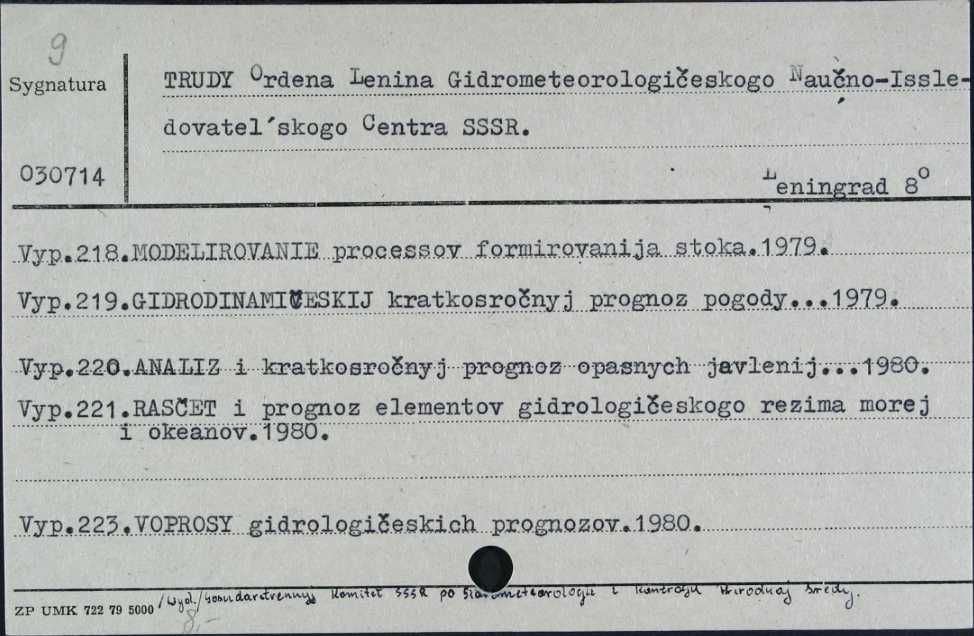 9
Sygnatura
TRUDY Ordena Lenina Gidrometeorologičeskogo Naučno-Issle-
dovatel´skogo Centra SSSR.
030714
Leningrad 8°
Vyp.218.MODELIROVANIE processov formirovanija stoka.1979.
Vyp.219.GIDRODINAMIČESKIJ kratkosročnyj prognoz pogody...1979.
Vyp.220.ANALIZ i kratkosročnyj prognoz opasnych javlenij...1980.
Vyp.221.RASČET i prognoz elementov gidrologičeskogo rezima morej
i okeanov.1980.
Vyp.223.VOPROSY gidrologičeskich prognozov.1980.
ZP UMK 722 79 5000 /Wyd./ Gosudarstvennyj Komitet SSSR po Gidrometeorologii i Kontrolju Prirodnoj Sredy.
8,-